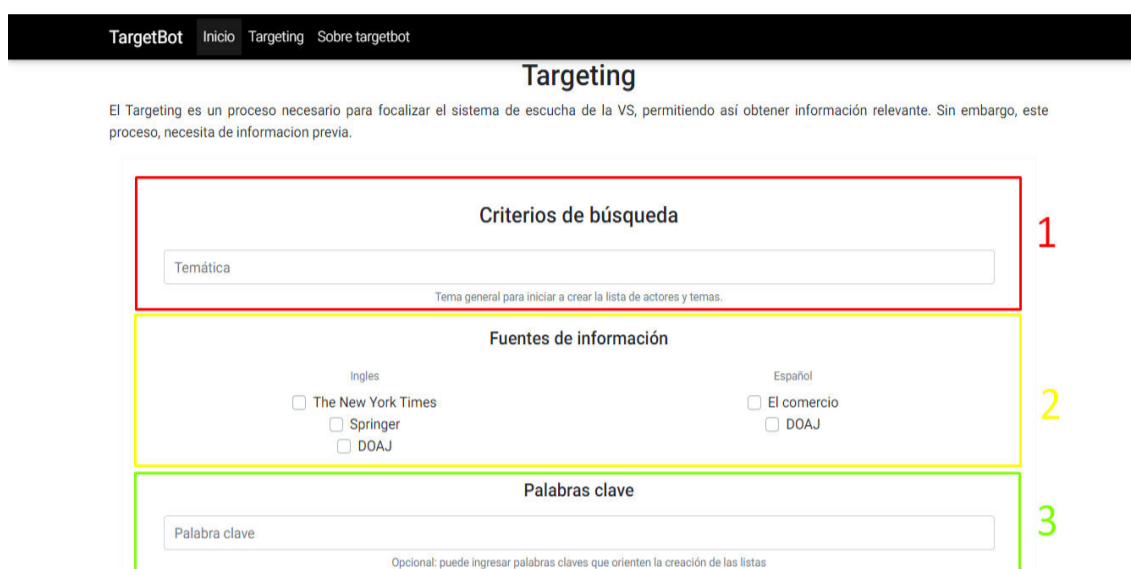 TargetBot Inicio Targeting Sobre targetbot
Targeting
El Targeting es un proceso necesario para focalizar el sistema de escucha de la VS, permitiendo así obtener información relevante. Sin embargo, este
proceso, necesita de informacion previa.
Criterios de búsqueda
1
Temática
Tema general para iniciar a crear la lista de actores y temas.
Fuentes de información
Ingles
The New York Times
Springer
DOAJ
Español
El comercio
DOAJ
2
Palabras clave
3
Palabra clave
Opcional: puede ingresar palabras claves que orienten la creación de las listas